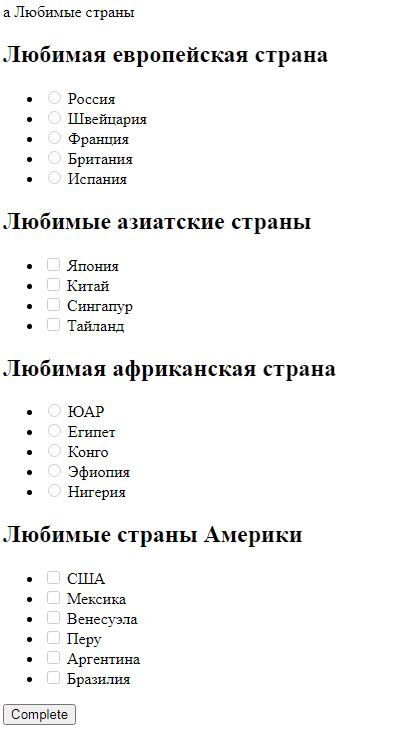 а Любимые страны
Любимая европейская страна
Россия
Швейцария
Франция
Британия
Испания
Любимые азиатские страны
Япония
Китай
Сингапур
Тайланд
Любимая африканская страна
ЮАР
Египет
Конго
Эфиопия
Нигерия
Любимые страны Америки
США
Мексика
Венесуэла
Перу
Аргентина
Бразилия
Complete